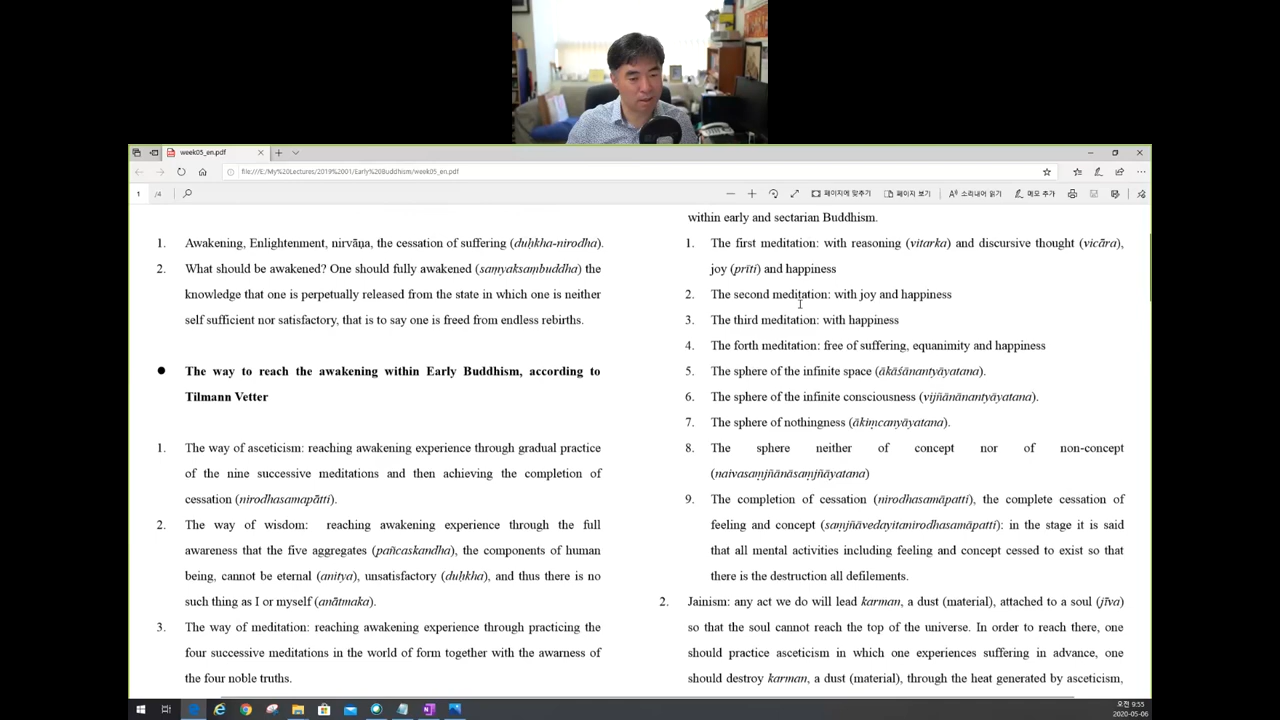 week05_en.pdf
file:///E:/My%20Lectures/2019%2001/Early%20Buddhism/week05_en.pdf
1 /4
페이지에 맞추기
페이지 보기
소리내어 읽기
메모 추가
1. Awakening, Enlightenment, nirvāṇa, the cessation of suffering (duḥkha-nirodha).
2. What should be awakened? One should fully awakened (saṃyaksaṃbuddha) the
knowledge that one is perpetually released from the state in which one is neither
self sufficient nor satisfactory, that is to say one is freed from endless rebirths.
● The way to reach the awakening within Early Buddhism, according to
Tilmann Vetter
1. The way of asceticism: reaching awakening experience through gradual practice
of the nine successive meditations and then achieving the completion of
cessation (nirodhasamapātti).
2. The way of wisdom: reaching awakening experience through the full
awareness that the five aggregates (pañcaskandha), the components of human
being, cannot be eternal (anitya), unsatisfactory (duḥkha), and thus there is no
such thing as I or myself (anātmaka).
3. The way of meditation: reaching awakening experience through practicing the
four successive meditations in the world of form together with the awarness of
the four noble truths.
within early and sectarian Buddhism.
1. The first meditation: with reasoning (vitarka) and discursive thought (vicāra),
joy (prīti) and happiness
2. The second meditation: with joy and happiness
3. The third meditation: with happiness
4. The forth meditation: free of suffering, equanimity and happiness
5. The sphere of the infinite space (ākāśānantyāyatana).
6. The sphere of the infinite consciousness (vijñānānantyāyatana).
7. The sphere of nothingness (ākiṃcanyāyatana).
8. The sphere neither of concept nor of non-concept
(naivasaṃjñānāsaṃjñāyatana)
9. The completion of cessation (nirodhasamāpatti), the complete cessation of
feeling and concept (saṃjñāvedayitanirodhasamāpatti): in the stage it is said
that all mental activities including feeling and concept cessed to exist so that
there is the destruction all defilements.
2. Jainism: any act we do will lead karman, a dust (material), attached to a soul (jīva)
so that the soul cannot reach the top of the universe. In order to reach there, one
should practice asceticism in which one experiences suffering in advance, one
should destroy karman, a dust (material), through the heat generated by asceticism,
오전 9:55
2020-05-06